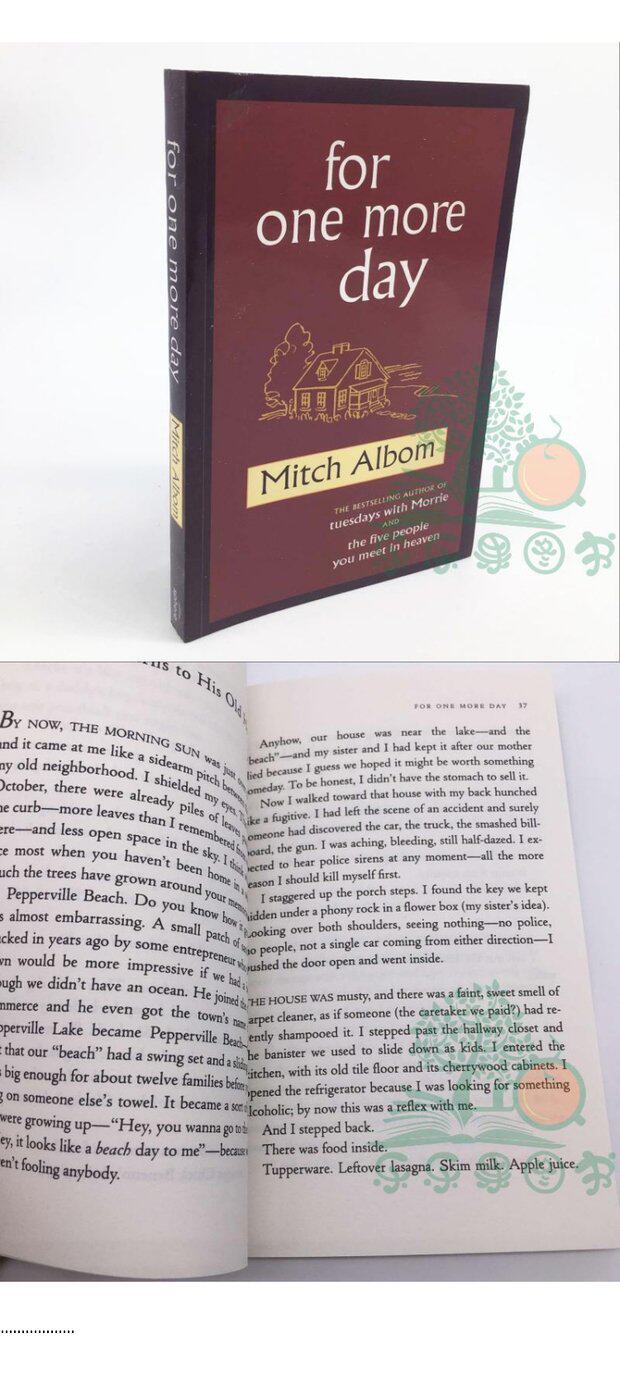 for
one more
day
Mitch Albom
THE BESTSELLING AUTHOR OF
tuesdays with Morrie
AND
the five people
you meet in heaven
for one more day
Mitch Albom
to His Old
BY NOW, THE MORNING SUN was just
and it came at me like a sidearm pitch between
my old neighborhood. I shielded my eyes.
October, there were already piles of leaves
curb—more leaves than I remembered from
—and less open space in the sky. I think
most when you haven't been home in a
much the trees have grown around your
Pepperville Beach. Do you know how
almost embarrassing. A small patch of
in years ago by some entrepreneur
would be more impressive if we had a
though we didn't have an ocean. He joined the
and he even got the town's name
Lake became Pepperville Beach
that our "beach" had a swing set and a sliding
big enough for about twelve families before
on someone else's towel. It became a sort of
were growing up—"Hey, you wanna go to the
it looks like a beach day to me"—because
fooling anybody.
FOR ONE MORE DAY 37
Anyhow, our house was near the lake—and the
"beach"—and my sister and I had kept it after our mother
died because I guess we hoped it might be worth something
someday. To be honest, I didn't have the stomach to sell it.
Now I walked toward that house with my back hunched
like a fugitive. I had left the scene of an accident and surely
someone had discovered the car, the truck, the smashed bill-
board, the gun. I was aching, bleeding, still half-dazed. I ex-
pected to hear police sirens at any moment—all the more
reason I should kill myself first.
I staggered up the porch steps. I found the key we kept
hidden under a phony rock in a flower box (my sister's idea).
Looking over both shoulders, seeing nothing—no police,
no people, not a single car coming from either direction—I
pushed the door open and went inside.
THE HOUSE WAS musty, and there was a faint, sweet smell of
carpet cleaner, as if someone (the caretaker we paid?) had re-
cently shampooed it. I stepped past the hallway closet and
the banister we used to slide down as kids. I entered the
kitchen, with its old tile floor and its cherrywood cabinets. I
opened the refrigerator because I was looking for something
alcoholic; by now this was a reflex with me.
And I stepped back.
There was food inside.
Tupperware. Leftover lasagna. Skim milk. Apple juice.